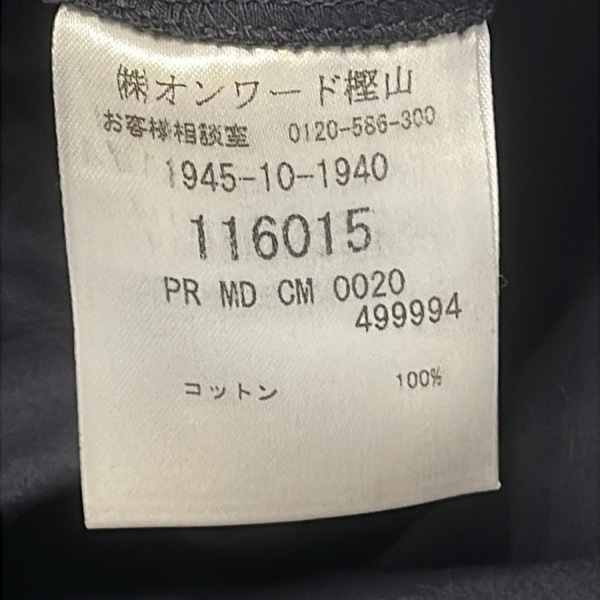 ㈱オンワード樫山
お客様相談室 0120-586-300
1945-10-1940
116015
PR MD CM 0020
499994
コットン 100%